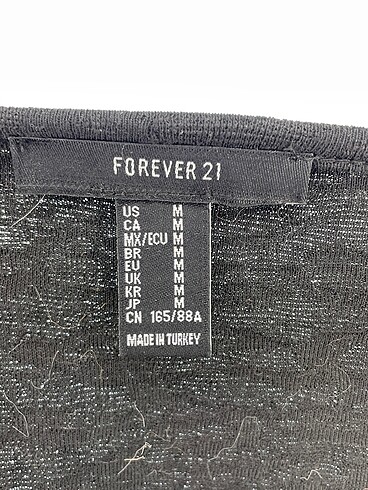 FOREVER 21
US M
CA M
MX/ECU M
BR M
EU M
UK M
KR M
JP M
CN 165/88A
MADE IN TURKEY